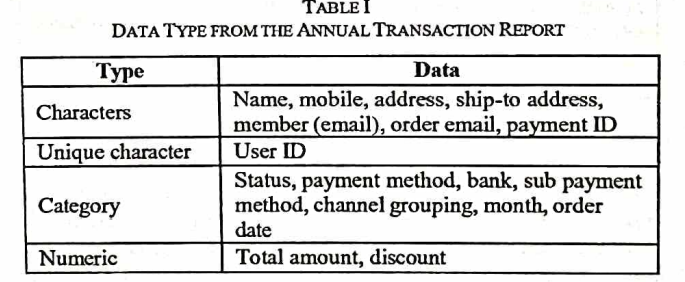 TABLE I
DATA TYPE FROM THE ANNUAL TRANSACTION REPORT
Type Data
Characters Name, mobile, address, ship-to address,
member (email), order email, payment ID
Unique character User ID
Category Status, payment method, bank, sub payment
method, channel grouping, month, order
date
Numeric Total amount, discount